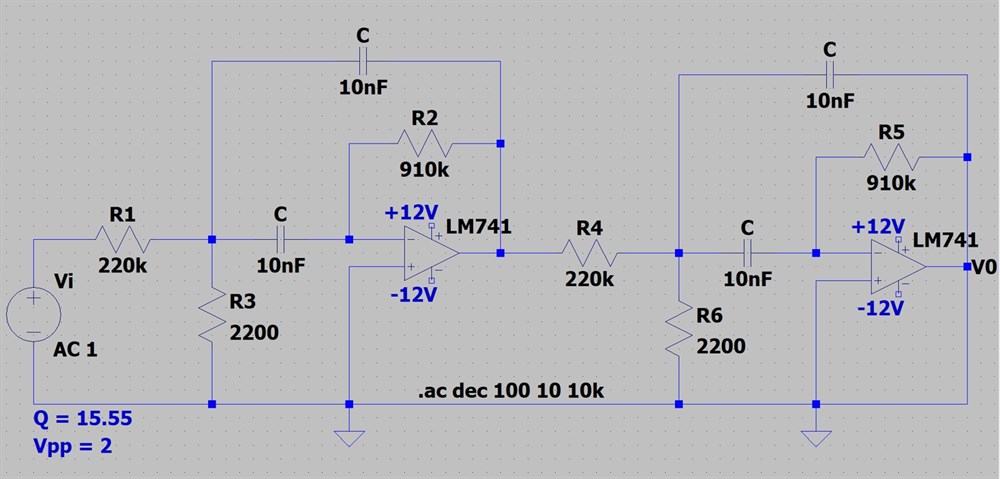 C
10nF
C
10nF
R2
910k
R5
910k
+12V
LM741
R1
220k
C
10nF
-12V
R4
220k
C
10nF
+12V
LM741
V0
-12V
Vi
AC 1
R3
2200
R6
2200
.ac dec 100 10 10k
Q = 15.55
Vpp = 2